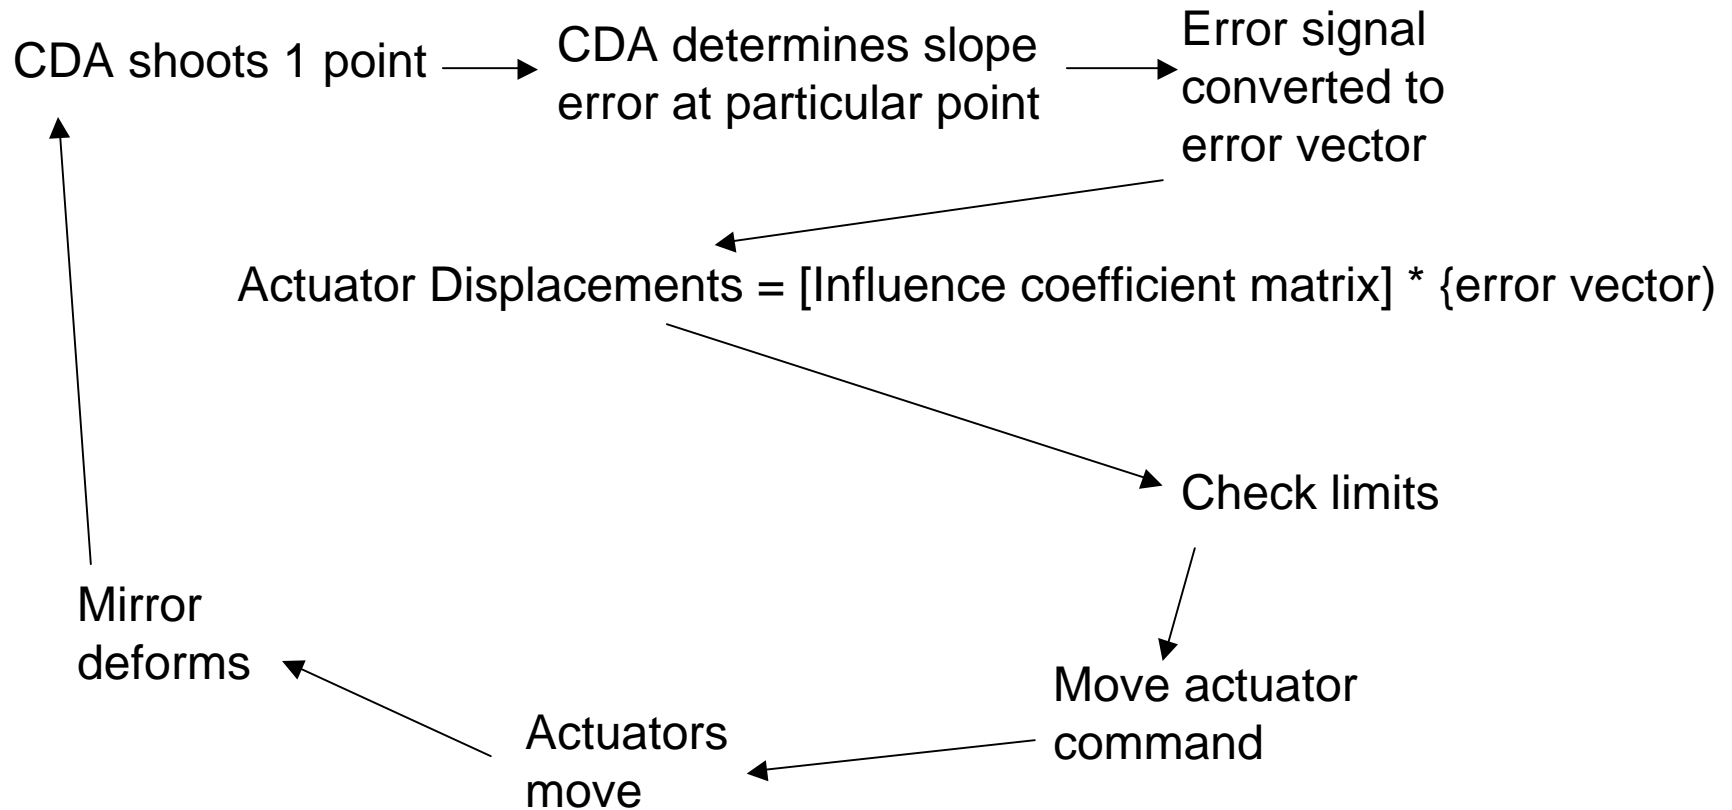 CDA shoots 1 point
CDA determines slope
error at particular point
Error signal
converted to
error vector
Actuator Displacements = [Influence coefficient matrix] * {error vector)
Check limits
Move actuator
command
Actuators
move
Mirror
deforms